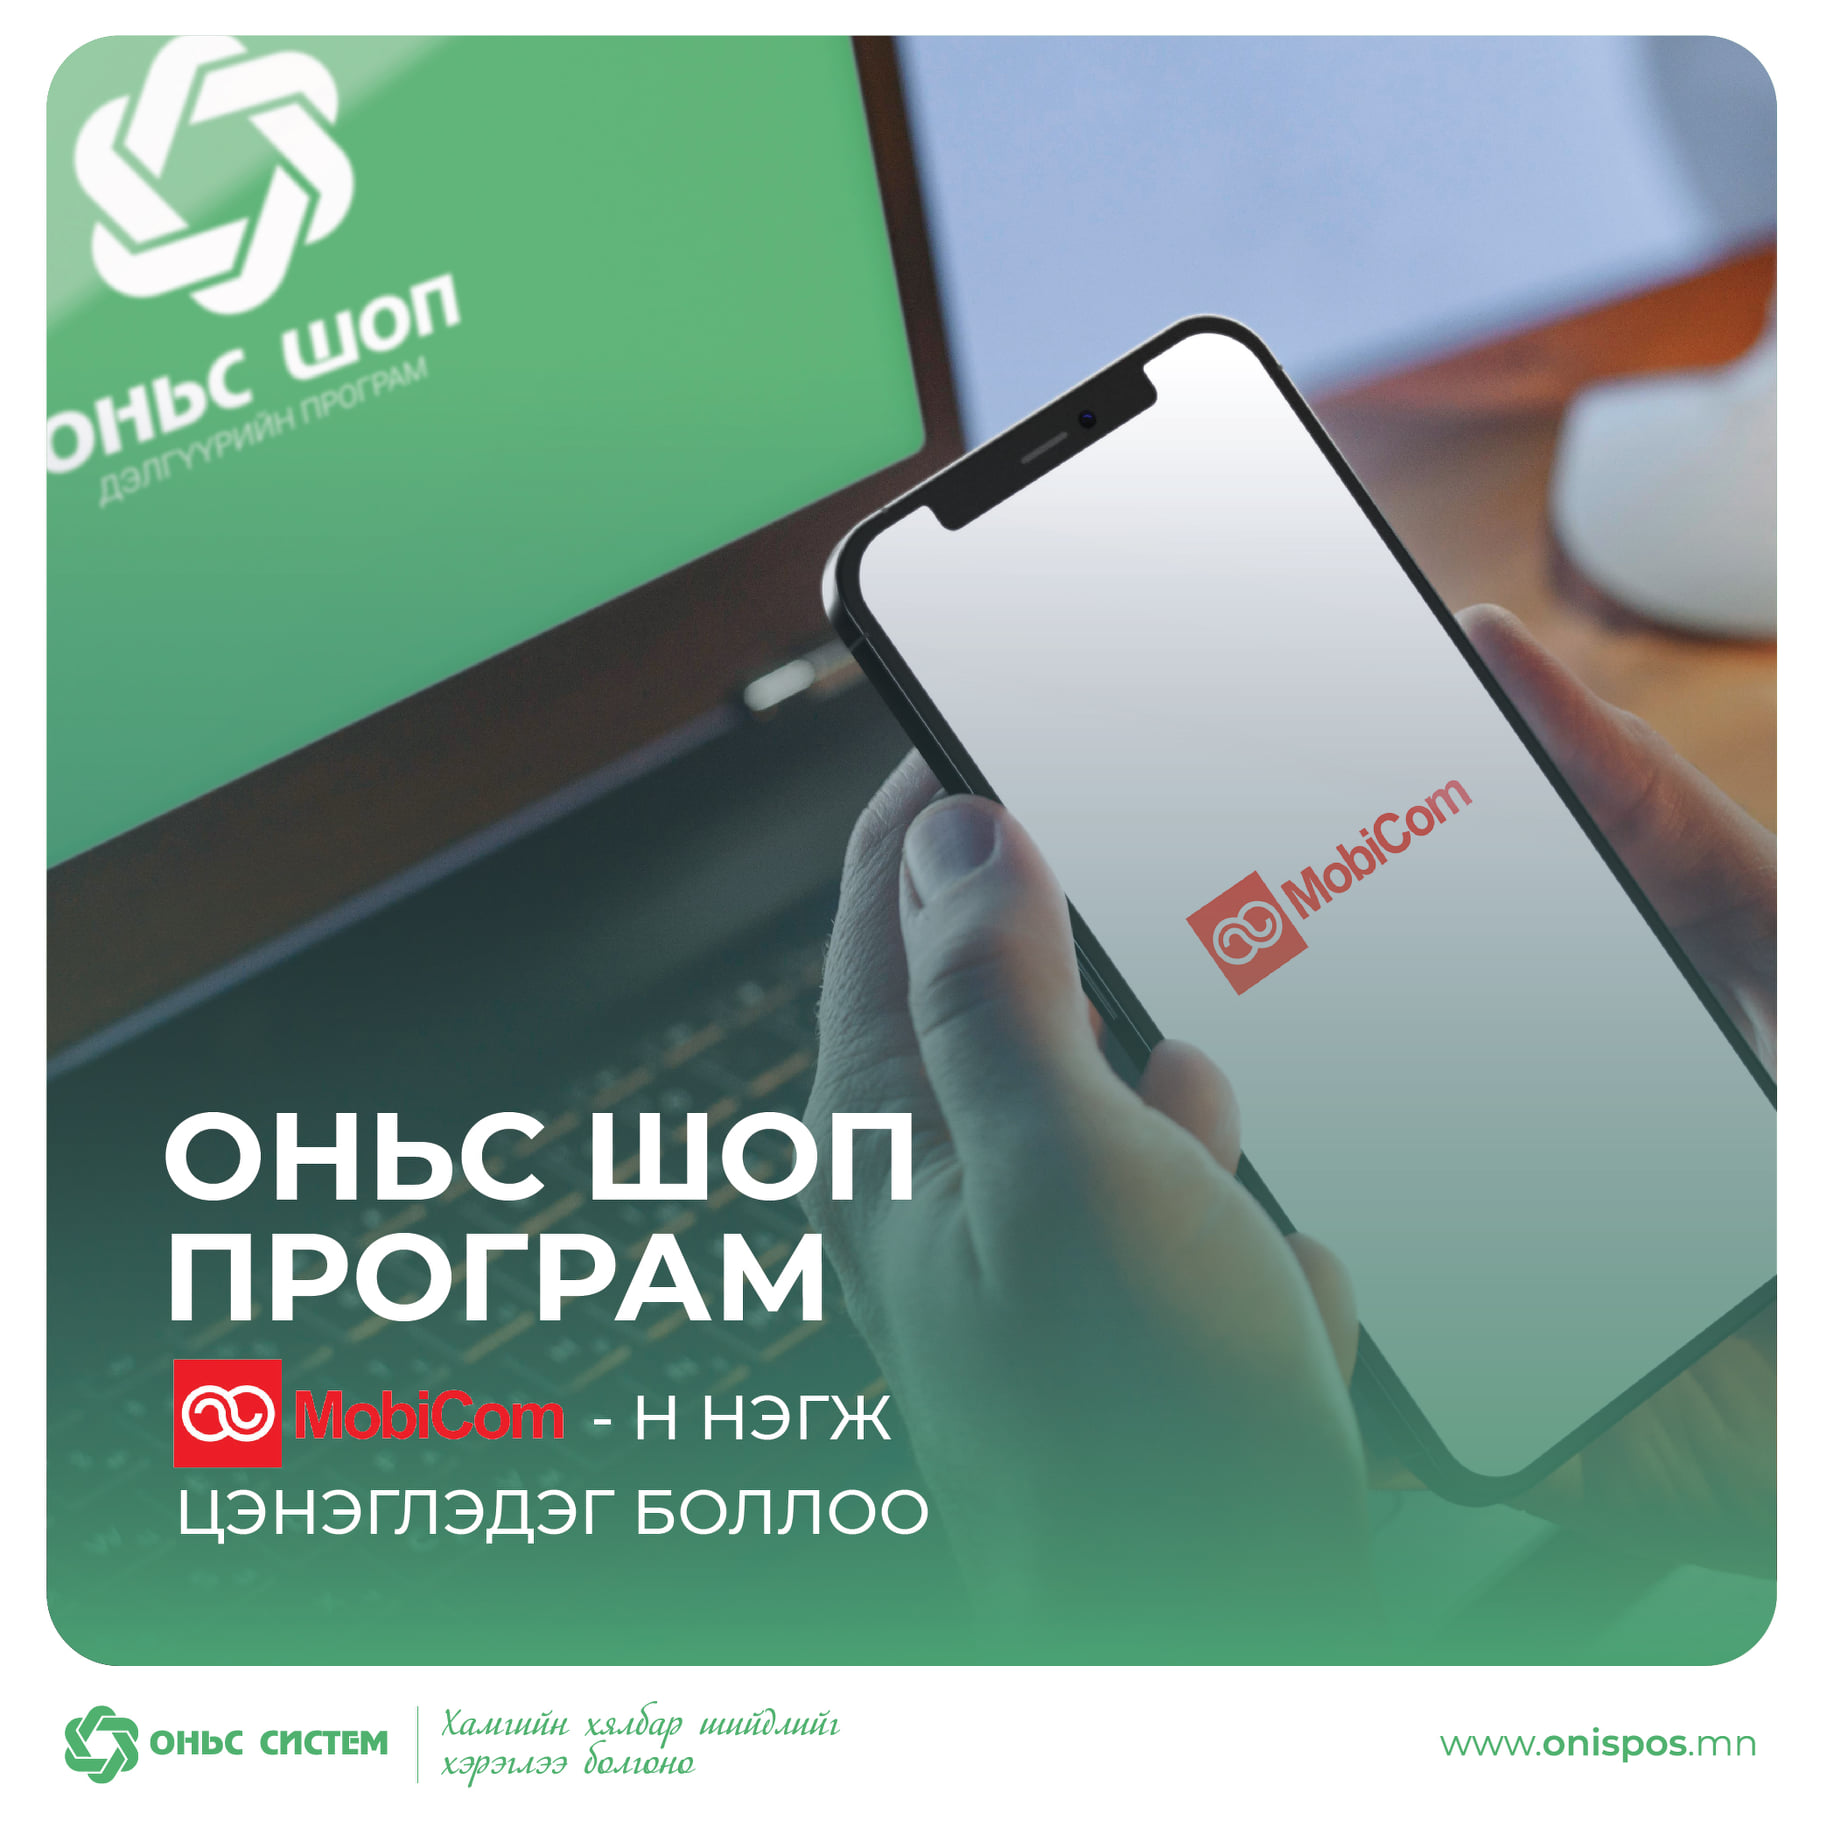 ОНЬС ШОП
ДЭЛГҮҮРИЙН ПРОГРАМ
MobiCom
ОНЬС ШОП
ПРОГРАМ
MobiCom - Н НЭГЖ
ЦЭНЭГЛЭДЭГ БОЛЛОО
ОНЬС СИСТЕМ
Хамгийн хялбар шийдлийг
хэрэглээ болгоно
www.onispos.mn